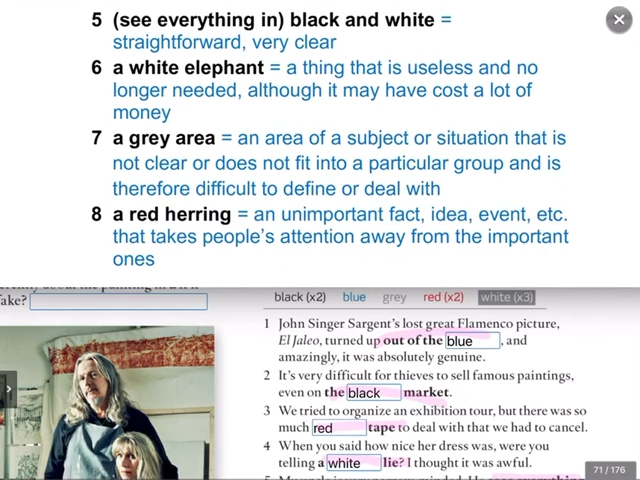 5 (see everything in) black and white =
straightforward, very clear
6 a white elephant = a thing that is useless and no
longer needed, although it may have cost a lot of
money
7 a grey area = an area of a subject or situation that is
not clear or does not fit into a particular group and is
therefore difficult to define or deal with
8 a red herring = an unimportant fact, idea, event, etc.
that takes people's attention away from the important
ones
ake?
black (x2) blue grey red (x2) white (x3)
1 John Singer Sargent's lost great Flamenco picture,
El Jaleo, turned up out of the blue, and
amazingly, it was absolutely genuine.
2 It's very difficult for thieves to sell famous paintings,
even on the black market.
3 We tried to organize an exhibition tour, but there was so
much red tape to deal with that we had to cancel.
4 When you said how nice her dress was, were you
telling a white lie? I thought it was awful.
71 / 176